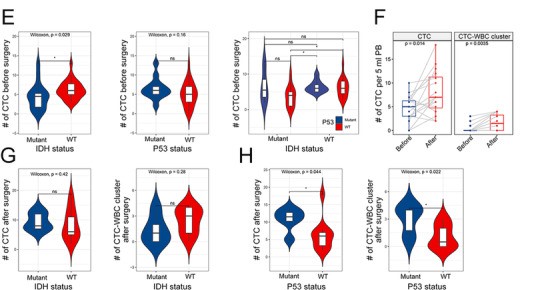 E
Wilcoxon, p = 0.029
*
# of CTC before surgery
Mutant WT
IDH status
Wilcoxon, p = 0.16
ns
# of CTC before surgery
Mutant WT
P53 status
ns
ns
ns
# of CTC before surgery
P53
Mutant
WT
Mutant WT
IDH status
F
CTC CTC-WBC cluster
p = 0.014 p = 0.0035
# of CTC per 5 ml PB
15
10
5
0
Before After Before After
G
Wilcoxon, p = 0.42
ns
# of CTC after surgery
Mutant WT
IDH status
Wilcoxon, p = 0.28
ns
# of CTC-WBC cluster
after surgery
Mutant WT
IDH status
H
Wilcoxon, p = 0.044
*
# of CTC after surgery
Mutant WT
P53 status
Wilcoxon, p = 0.022
*
# of CTC-WBC cluster
after surgery
Mutant WT
P53 status